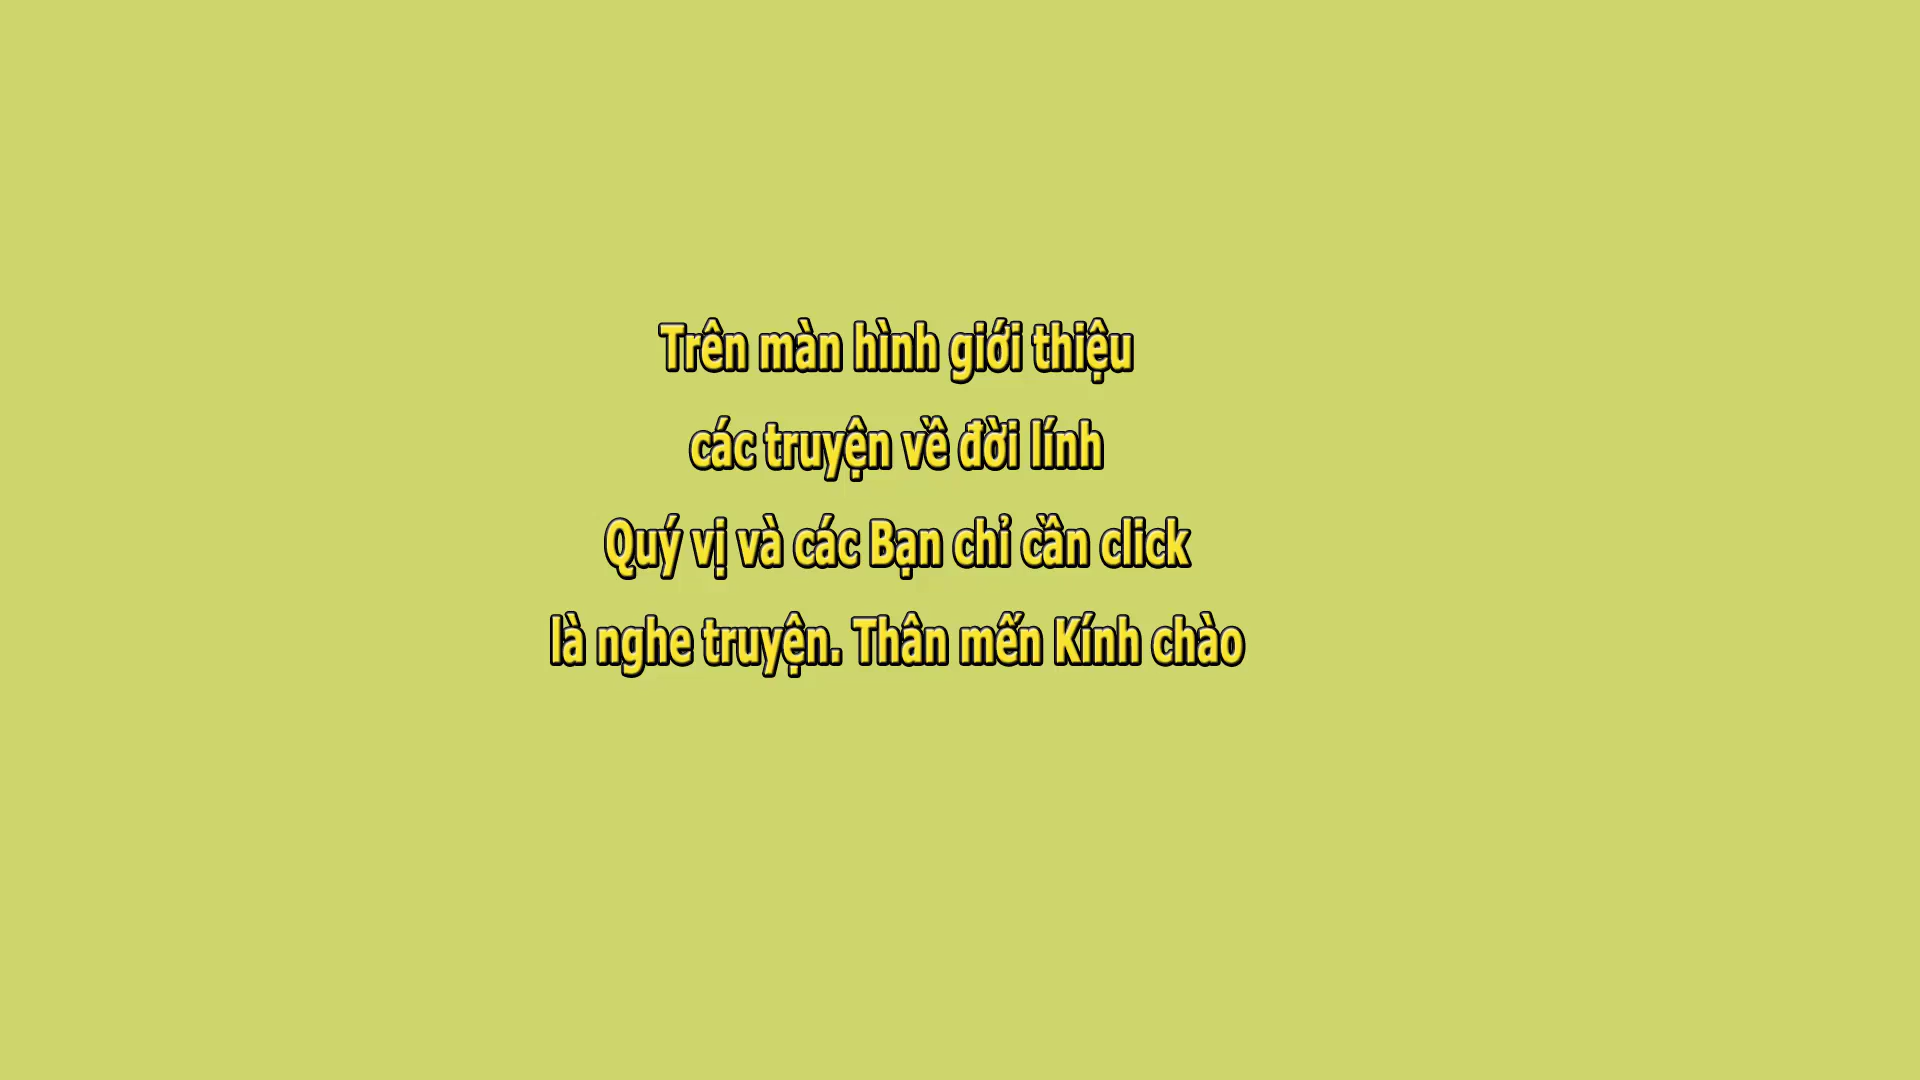 Trên màn hình giới thiệu
các truyện về đời lính
Quý vị và các Bạn chỉ cần click
là nghe truyện. Thân mến Kính chào